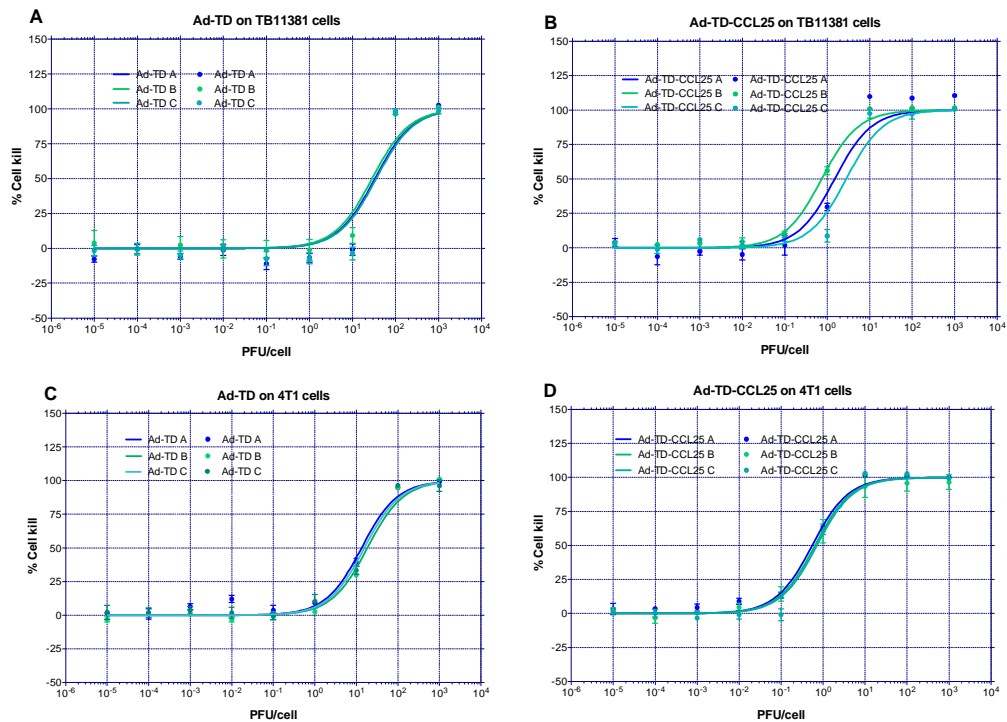 A
Ad-TD on TB11381 cells
150
125
100
75
50
25
0
-25
-50
% Cell kill
Ad-TD A
Ad-TD B
Ad-TD C
Ad-TD A
Ad-TD B
Ad-TD C
10-6 10-5 10-4 10-3 10-2 10-1 100 101 102 103 104
PFU/cell
B
Ad-TD-CCL25 on TB11381 cells
150
125
100
75
50
25
0
-25
-50
% Cell kill
Ad-TD-CCL25 A
Ad-TD-CCL25 B
Ad-TD-CCL25 C
Ad-TD-CCL25 A
Ad-TD-CCL25 B
Ad-TD-CCL25 C
10-6 10-5 10-4 10-3 10-2 10-1 100 101 102 103 104
PFU/cell
C
Ad-TD on 4T1 cells
150
125
100
75
50
25
0
-25
-50
% Cell kill
Ad-TD A
Ad-TD B
Ad-TD C
Ad-TD A
Ad-TD B
Ad-TD C
10-6 10-5 10-4 10-3 10-2 10-1 100 101 102 103 104
PFU/cell
D
Ad-TD-CCL25 on 4T1 cells
150
125
100
75
50
25
0
-25
-50
% Cell kill
Ad-TD-CCL25 A
Ad-TD-CCL25 B
Ad-TD-CCL25 C
Ad-TD-CCL25 A
Ad-TD-CCL25 B
Ad-TD-CCL25 C
10-6 10-5 10-4 10-3 10-2 10-1 100 101 102 103 104
PFU/cell